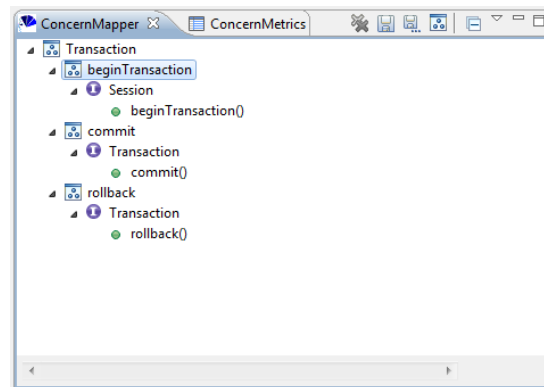 ConcernMapper ConcernMetrics
Transaction
beginTransaction
Session
beginTransaction()
commit
Transaction
commit()
rollback
Transaction
rollback()